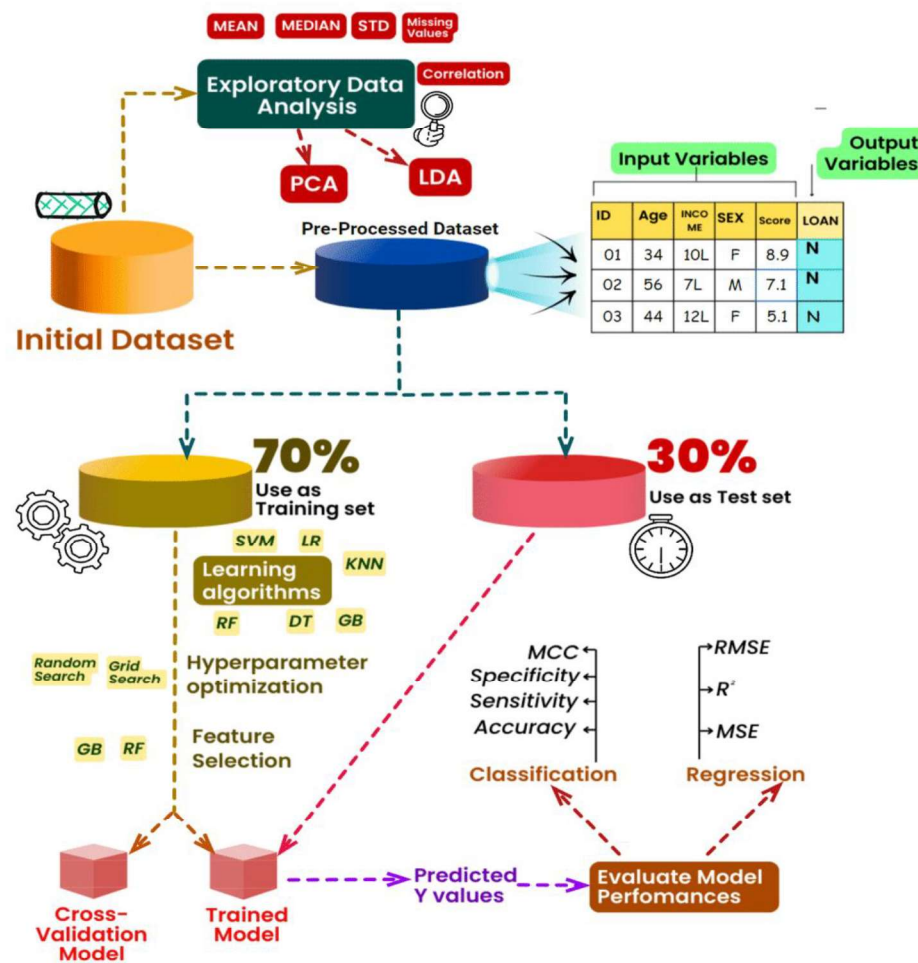 MEAN
MEDIAN
STD
Missing
Values
Exploratory Data
Analysis
Correlation
PCA
LDA
Initial Dataset
Pre-Processed Dataset
Input Variables
Output
Variables
ID Age INCO
ME SEX Score LOAN
01 34 10L F 8.9 N
02 56 7L M 7.1 N
03 44 12L F 5.1 N
70%
Use as
Training set
30%
Use as Test set
SVM LR
KNN
Learning
algorithms
RF DT GB
Random
Search
Grid
Search
Hyperparameter
optimization
GB RF
Feature
Selection
MCC
Specificity
Sensitivity
Accuracy
Classification
RMSE
R²
MSE
Regression
Cross-
Validation
Model
Trained
Model
Predicted
Y values
Evaluate Model
Perfomances